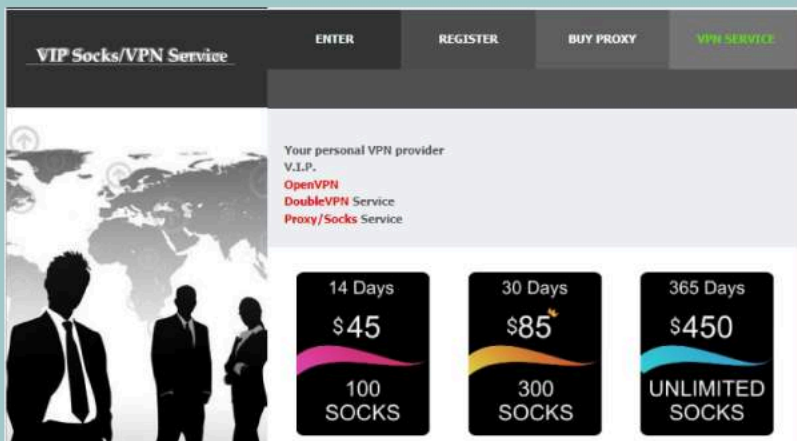 VIP Socks/VPN Service
ENTER
REGISTER
BUY PROXY
VPN SERVICE
Your personal VPN provider
V.I.P.
OpenVPN
DoubleVPN Service
Proxy/Socks Service
14 Days
$45
100
SOCKS
30 Days
$85
300
SOCKS
365 Days
$450
UNLIMITED
SOCKS